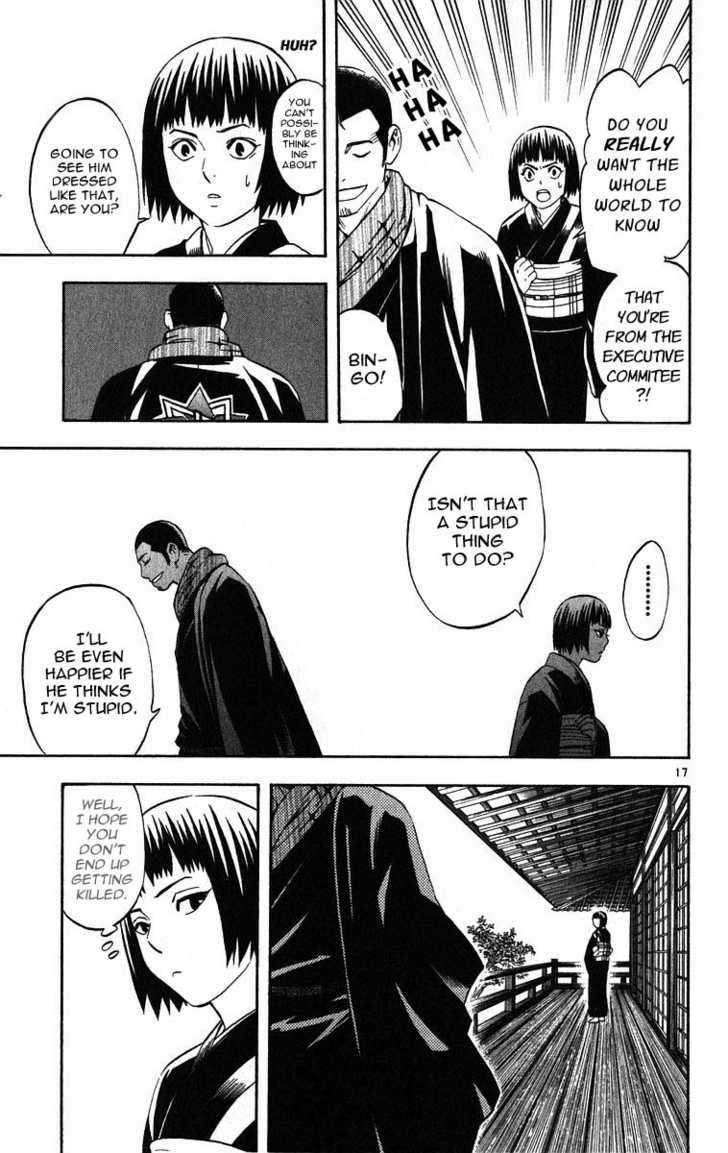 DO YOU
REALLY
WANT THE
WHOLE
WORLD TO
KNOW
THAT
YOU'RE
FROM THE
EXECUTIVE
COMMITEE
?!
HA
HA
HA
BIN-
GO!
HUH?
YOU
CAN'T
POSSI-
BLY BE
THINK-
ING
ABOUT
GOING TO
SEE HIM
DRESSED
LIKE THAT,
ARE YOU?
........
ISN'T THAT
A STUPID
THING
TO DO?
I'LL
BE EVEN
HAPPIER IF
HE THINKS
I'M STUPID.
17
WELL,
I HOPE
YOU
DON'T
END UP
GETTING
KILLED.